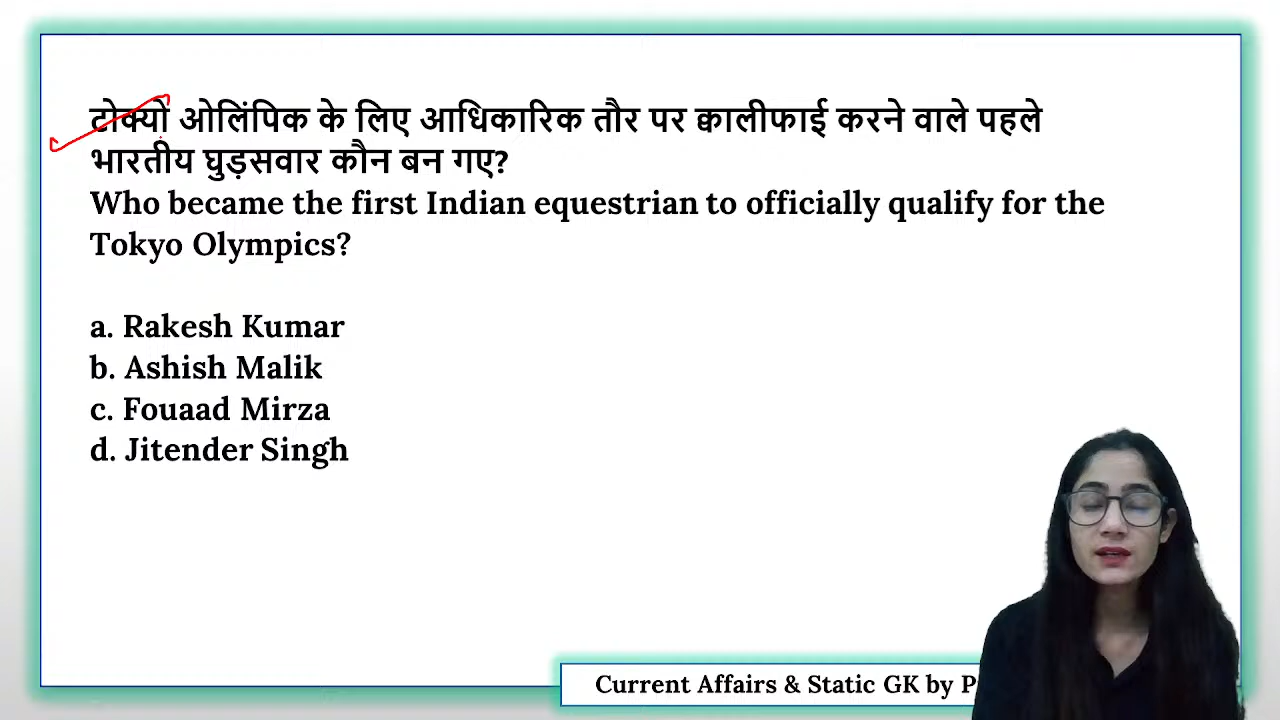 टोक्यों ओलिंपिक के लिए आधिकारिक तौर पर क्वालीफाई करने वाले पहले
भारतीय घुड़सवार कौन बन गए?
Who became the first Indian equestrian to officially qualify for the
Tokyo Olympics?
a. Rakesh Kumar
b. Ashish Malik
c. Fouaad Mirza
d. Jitender Singh
Current Affairs & Static GK by